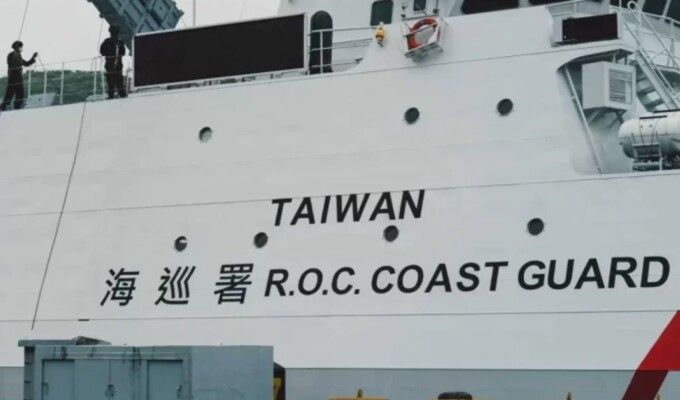 TAIWAN
海巡署 R.O.C. COAST GUARD